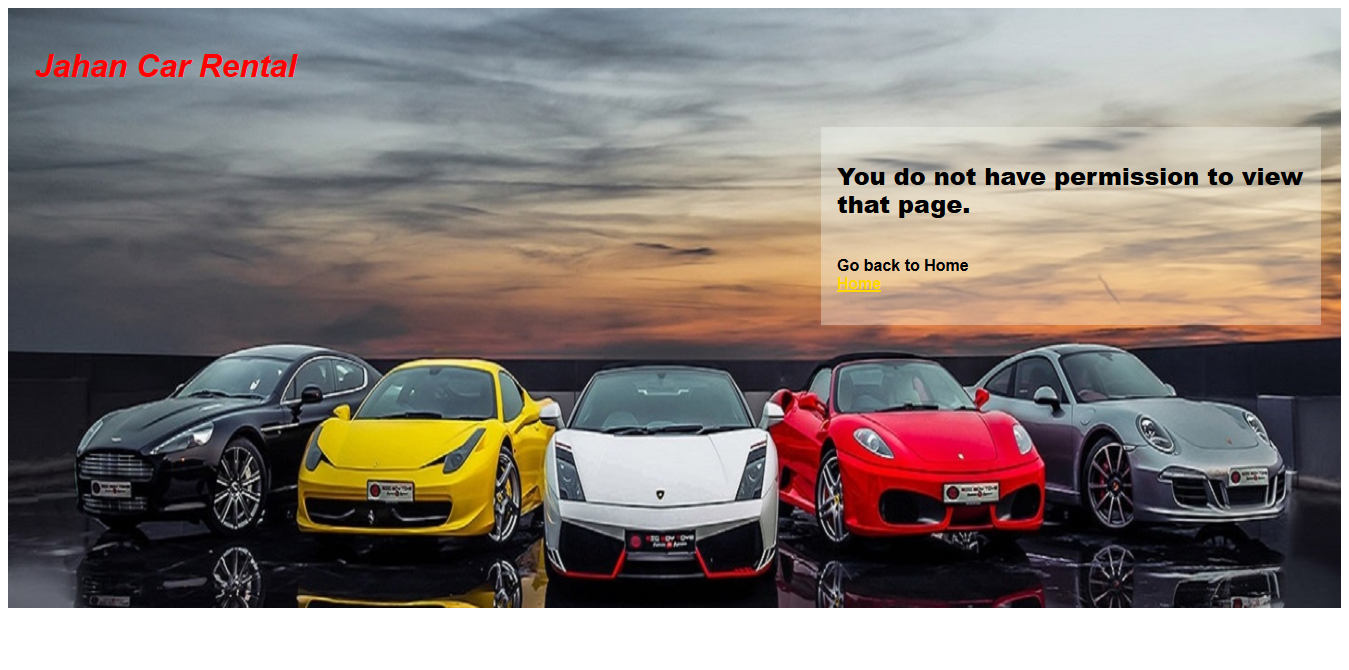 Jahan Car Rental
You do not have permission to view
that page.
Go back to Home
Home